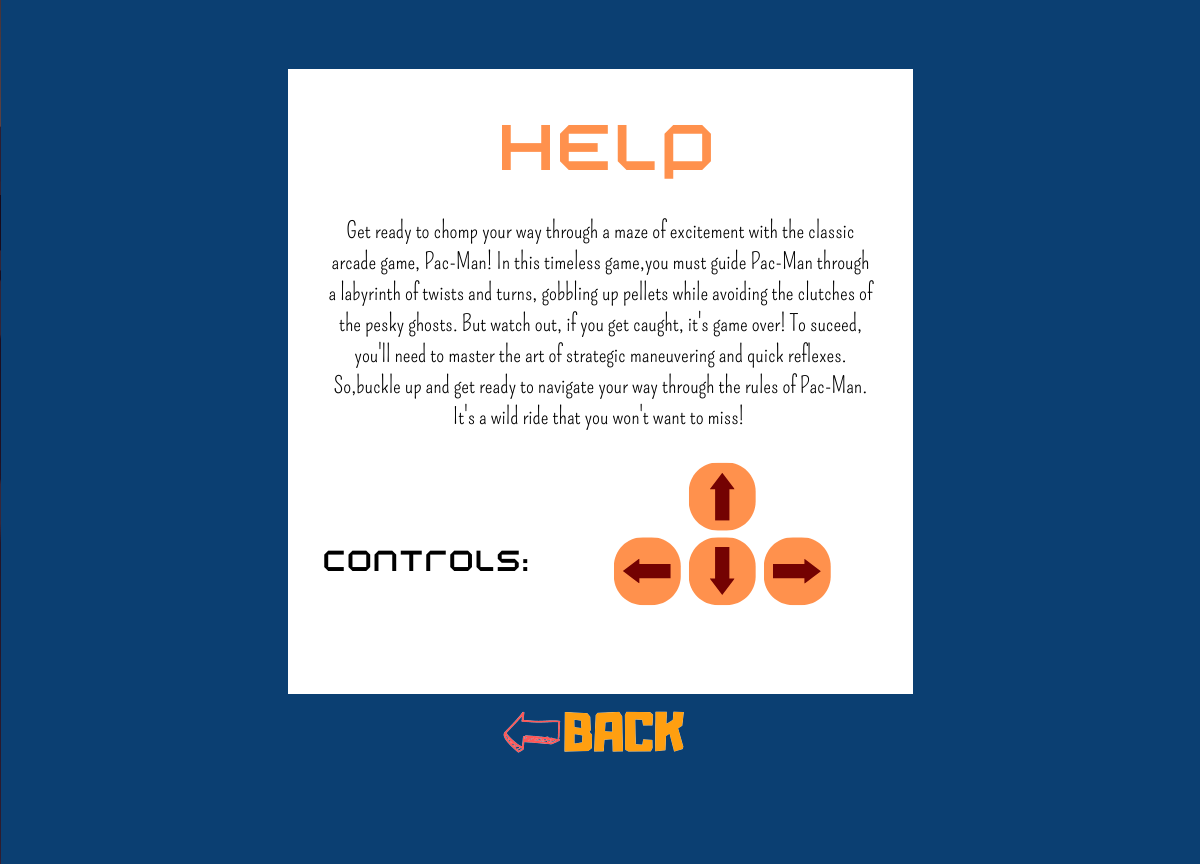 HELP
Get ready to chomp your way through a maze of excitement with the classic
arcade game, Pac-Man! In this timeless game,you must guide Pac-Man through
a labyrinth of twists and turns, gobbling up pellets while avoiding the clutches of
the pesky ghosts. But watch out, if you get caught, it's game over! To suceed,
you'll need to master the art of strategic maneuvering and quick reflexes.
So,buckle up and get ready to navigate your way through the rules of Pac-Man.
It's a wild ride that you won't want to miss!
CONTROLS:
BACK